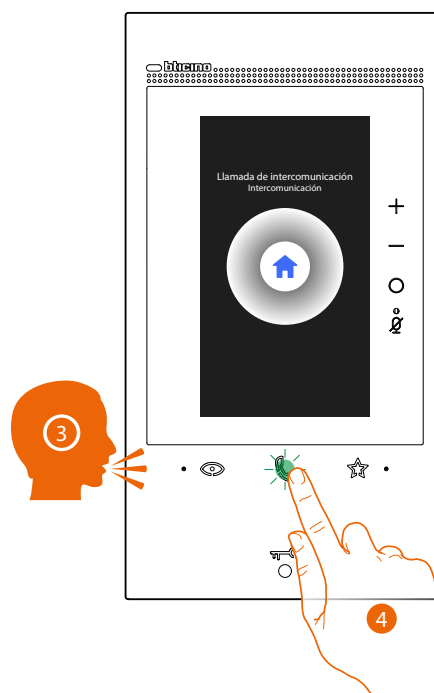 bticino
Llamada de intercomunicación
Intercomunicación
3
4